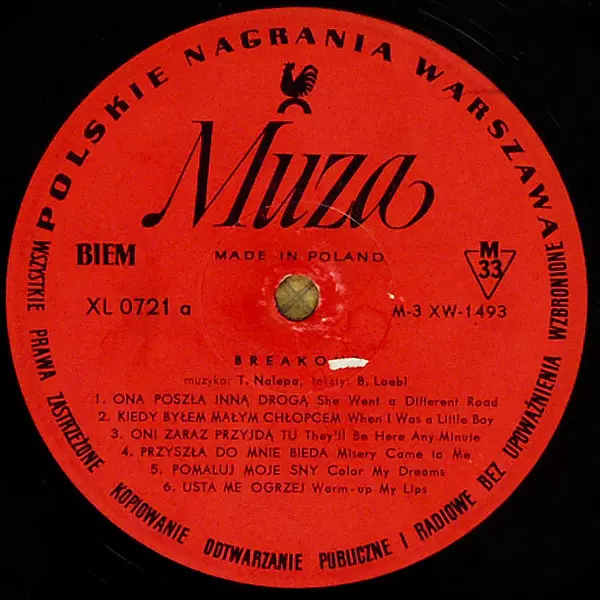 POLSKIE NAGRANIA WARSZAWA
Muza
MADE IN POLAND
BIEM
M
33
XL 0721 a
M-3 XW-1493
BREAKO
muzyka: T. Nalepa, teksty: B. Loebl
1. ONA POSZŁA INNĄ DROGĄ She Went a Different Road
2. KIEDY BYŁEM MAŁYM CHŁOPCEM When I Was a Little Boy
3. ONI ZARAZ PRZYJDĄ TU They'll Be Here Any Minute
4. PRZYSZŁA DO MNIE BIEDA Misery Came to Me
5. POMALUJ MOJE SNY Color My Dreams
6. USTA ME OGRZEJ Warm-up My Lips
WSZYSTKIE PRAWA ZASTRZEŻONE KOPIOWANIE ODTWARZANIE PUBLICZNE I RADIOWE BEZ UPOWAŻNIENIA WZBRONIONE